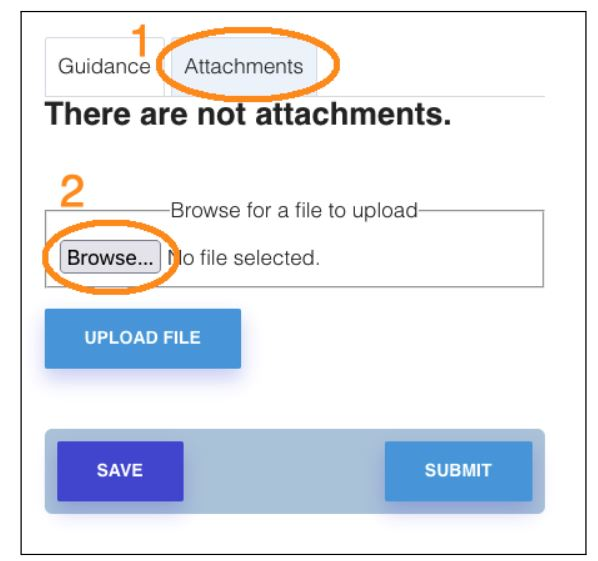 1
Guidance Attachments
There are not attachments.
2
Browse for a file to upload
Browse... No file selected.
UPLOAD FILE
SAVE SUBMIT